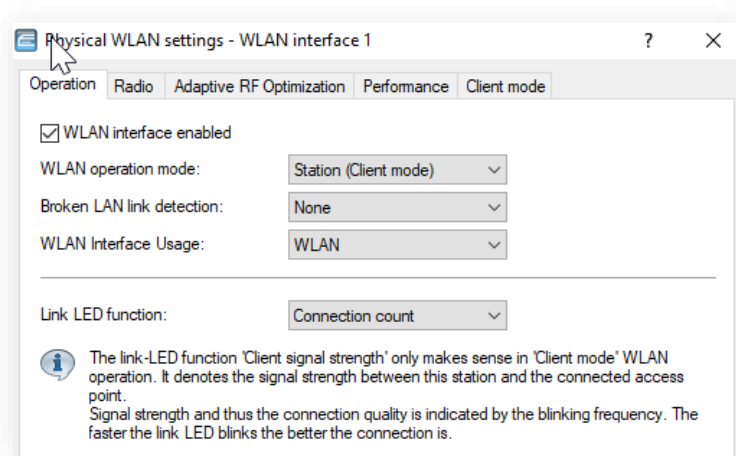 Physical WLAN settings - WLAN interface 1 ? ×
Operation Radio Adaptive RF Optimization Performance Client mode
WLAN interface enabled
WLAN operation mode: Station (Client mode)
Broken LAN link detection: None
WLAN Interface Usage: WLAN
Link LED function: Connection count
The link-LED function 'Client signal strength' only makes sense in 'Client mode' WLAN
operation. It denotes the signal strength between this station and the connected access
point.
Signal strength and thus the connection quality is indicated by the blinking frequency. The
faster the link LED blinks the better the connection is.